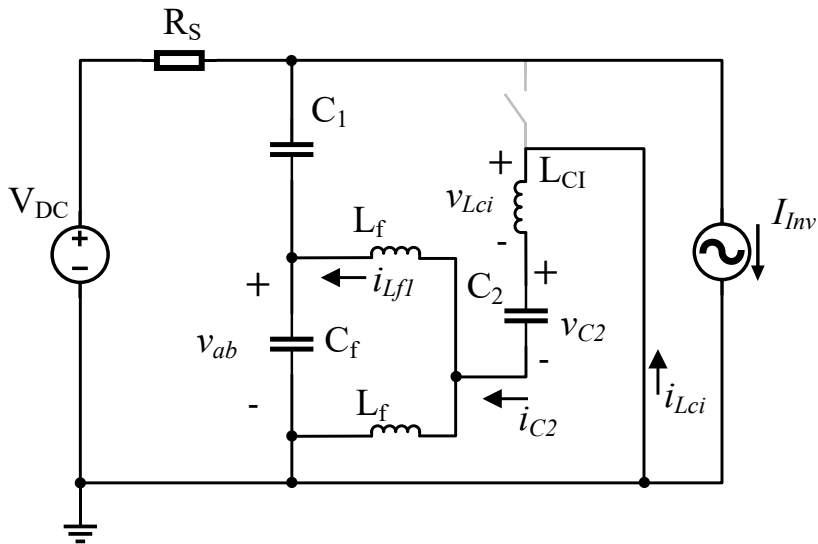 R_S
C_1
+
L_CI
V_DC
v_Lci
I_Inv
L_f
-
+
-
+
i_Lf1
C_2
+
v_C2
v_ab
C_f
-
-
L_f
i_C2
i_Lci